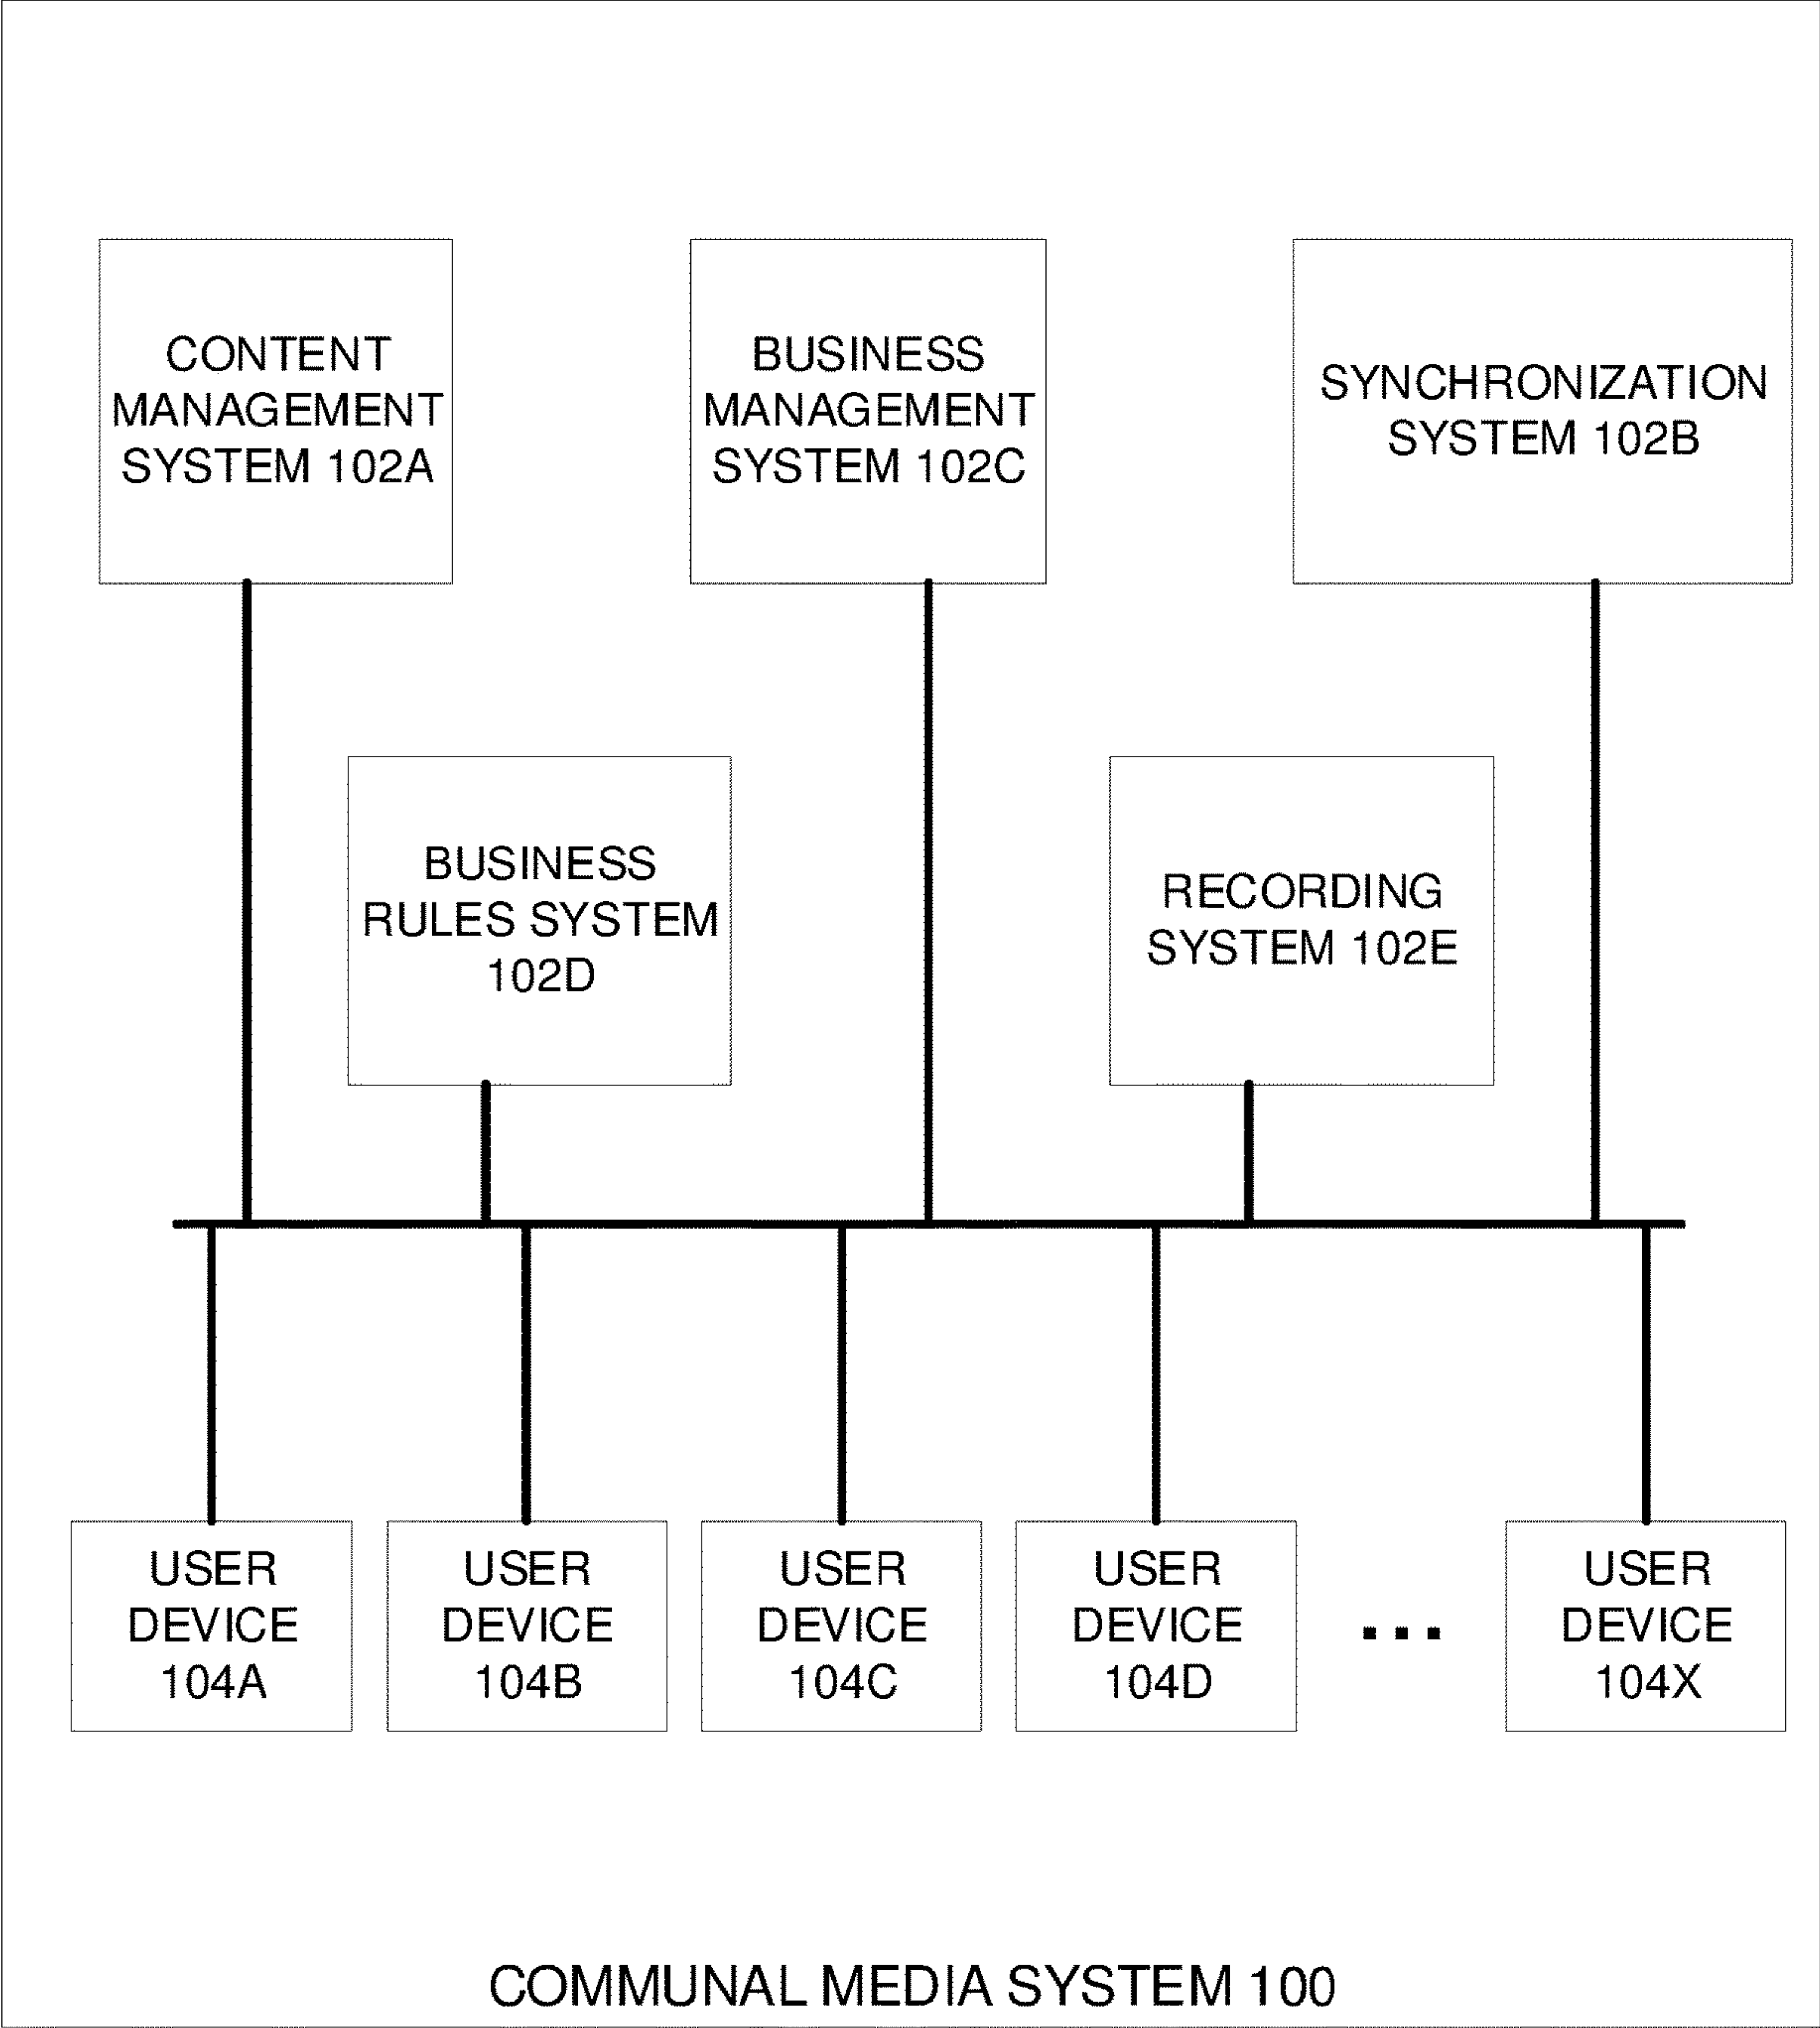 CONTENT
MANAGEMENT
SYSTEM 102A
BUSINESS
MANAGEMENT
SYSTEM 102C
SYNCHRONIZATION
SYSTEM 102B
BUSINESS
RULES SYSTEM
102D
RECORDING
SYSTEM 102E
USER
DEVICE
104A
USER
DEVICE
104B
USER
DEVICE
104C
USER
DEVICE
104D
...
USER
DEVICE
104X
COMMUNAL MEDIA SYSTEM 100